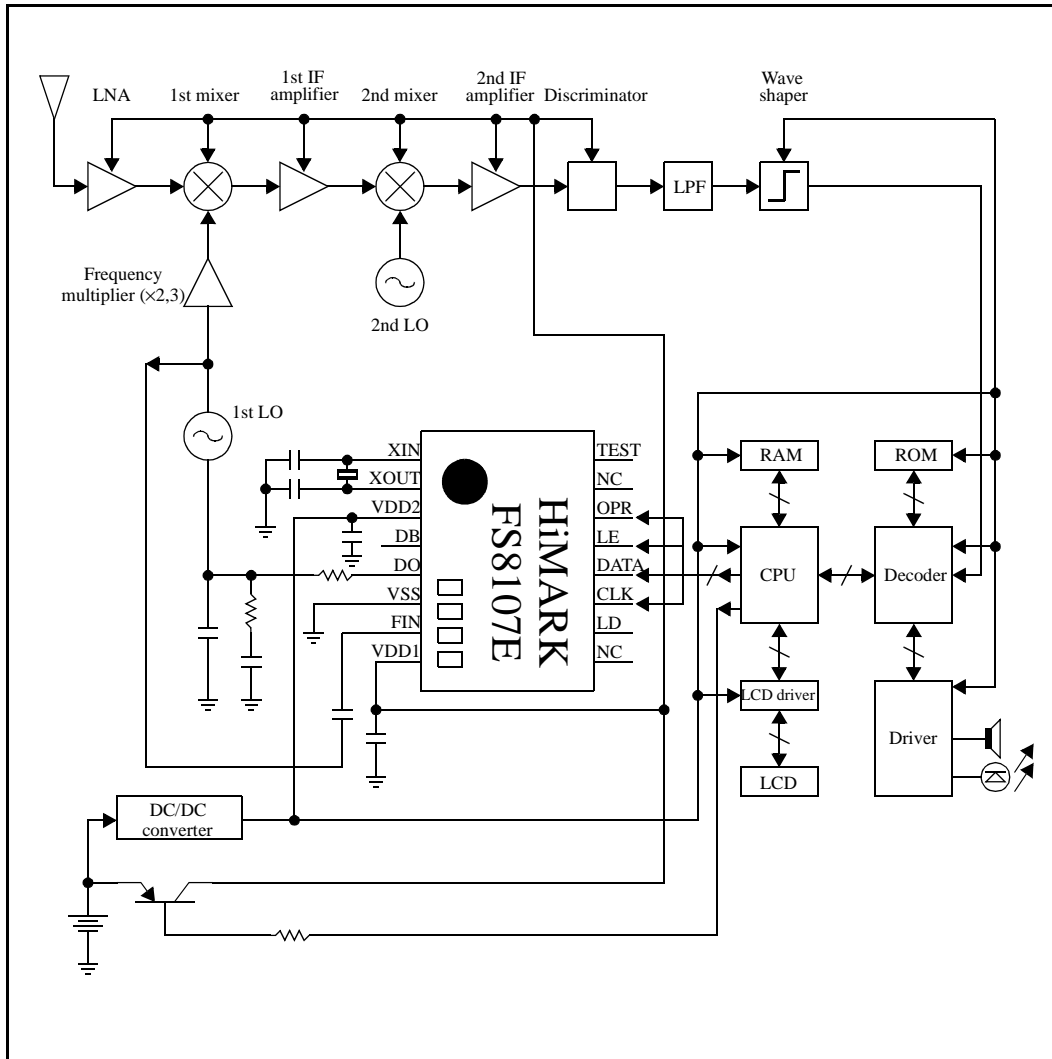 LNA
1st mixer
1st IF
amplifier
2nd mixer
2nd IF
amplifier
Discriminator
Wave
shaper
LPF
Frequency
multiplier (×2,3)
2nd LO
1st LO
XIN
XOUT
VDD2
DB
DO
VSS
FIN
VDD1
HiMARK
FS8107E
TEST
NC
OPR
LE
DATA
CLK
LD
NC
RAM
ROM
CPU
Decoder
LCD driver
Driver
LCD
DC/DC
converter